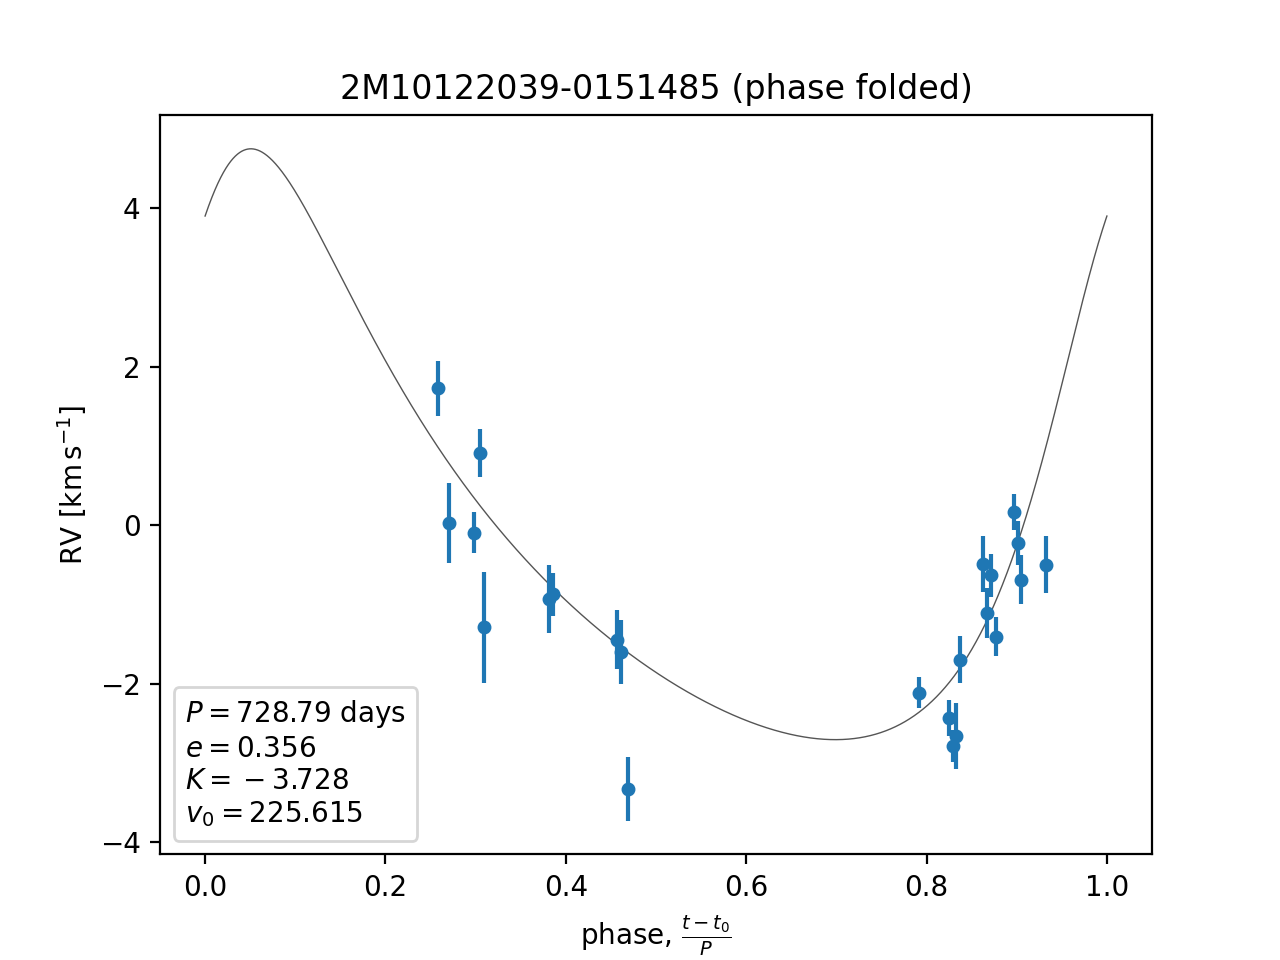 2M10122039-0151485 (phase folded)
RV [km s⁻¹]
4
2
0
−2
−4
P = 728.79 days
e = 0.356
K = −3.728
v₀ = 225.615
0.0 0.2 0.4 0.6 0.8 1.0
phase, (t − t₀)/P